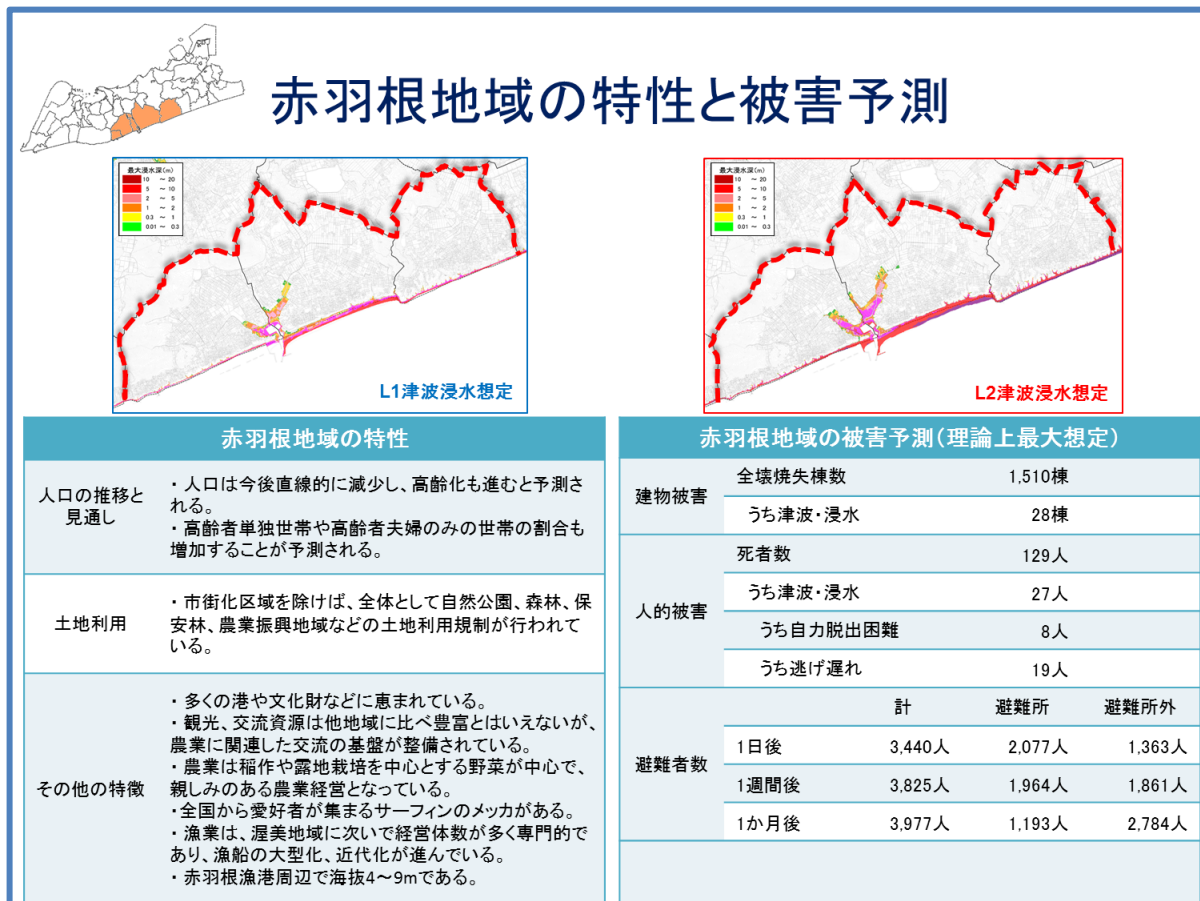 赤羽根地域の特性と被害予測
最大浸水深(m)
10 ～ 20
5 ～ 10
2 ～ 5
1 ～ 2
0.3 ～ 1
0.01 ～ 0.3
L1津波浸水想定
最大浸水深(m)
10 ～ 20
5 ～ 10
2 ～ 5
1 ～ 2
0.3 ～ 1
0.01 ～ 0.3
L2津波浸水想定
赤羽根地域の特性
人口の推移と
見通し
・人口は今後直線的に減少し、高齢化も進むと予測さ
れる。
・高齢者単独世帯や高齢者夫婦のみの世帯の割合も
増加することが予測される。
土地利用
・市街化区域を除けば、全体として自然公園、森林、保
安林、農業振興地域などの土地利用規制が行われて
いる。
その他の特徴
・多くの港や文化財などに恵まれている。
・観光、交流資源は他地域に比べ豊富とはいえないが、
農業に関連した交流の基盤が整備されている。
・農業は稲作や露地栽培を中心とする野菜が中心で、
親しみのある農業経営となっている。
・全国から愛好者が集まるサーフィンのメッカがある。
・漁業は、渥美地域に次いで経営体数が多く専門的で
あり、漁船の大型化、近代化が進んでいる。
・赤羽根漁港周辺で海抜4～9mである。
赤羽根地域の被害予測(理論上最大想定)
建物被害
全壊焼失棟数 1,510棟
うち津波・浸水 28棟
人的被害
死者数 129人
うち津波・浸水 27人
うち自力脱出困難 8人
うち逃げ遅れ 19人
避難者数
計 避難所 避難所外
1日後 3,440人 2,077人 1,363人
1週間後 3,825人 1,964人 1,861人
1か月後 3,977人 1,193人 2,784人